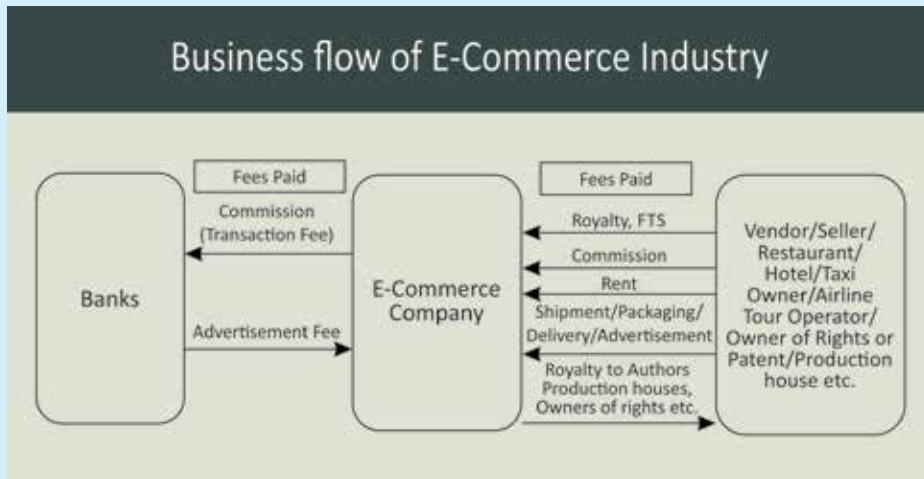 Business flow of E-Commerce Industry
Fees Paid
Commission
(Transaction Fee)
Banks
Advertisement Fee
E-Commerce
Company
Fees Paid
Royalty, FTS
Commission
Rent
Shipment/Packaging/
Delivery/Advertisement
Royalty to Authors
Production houses,
Owners of rights etc.
Vendor/Seller/
Restaurant/
Hotel/Taxi
Owner/Airline
Tour Operator/
Owner of Rights or
Patent/Production
house etc.